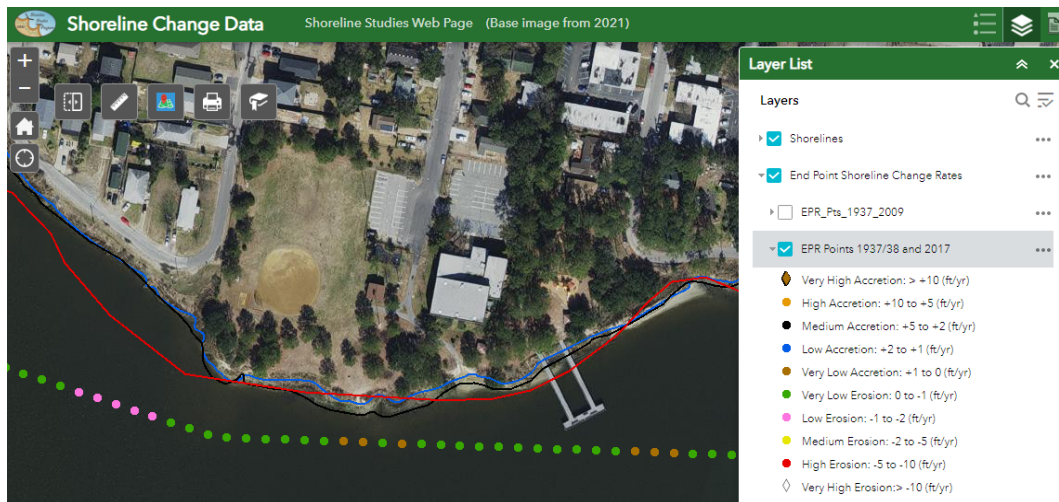 Shoreline Change Data
Shoreline Studies Web Page (Base image from 2021)
+
−
Layer List
Layers
Shorelines
End Point Shoreline Change Rates
EPR_Pts_1937_2009
EPR Points 1937/38 and 2017
Very High Accretion: > +10 (ft/yr)
High Accretion: +10 to +5 (ft/yr)
Medium Accretion: +5 to +2 (ft/yr)
Low Accretion: +2 to +1 (ft/yr)
Very Low Accretion: +1 to 0 (ft/yr)
Very Low Erosion: 0 to -1 (ft/yr)
Low Erosion: -1 to -2 (ft/yr)
Medium Erosion: -2 to -5 (ft/yr)
High Erosion: -5 to -10 (ft/yr)
Very High Erosion:> -10 (ft/yr)